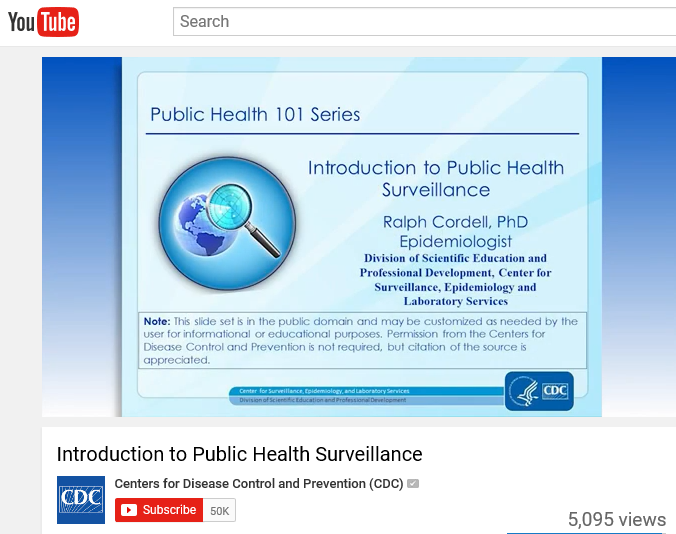 YouTube
Search
Public Health 101 Series
Introduction to Public Health
Surveillance
Ralph Cordell, PhD
Epidemiologist
Division of Scientific Education and
Professional Development, Center for
Surveillance, Epidemiology and
Laboratory Services
Note: This slide set is in the public domain and may be customized as needed by the
user for informational or educational purposes. Permission from the Centers for
Disease Control and Prevention is not required, but citation of the source is
appreciated.
Center for Surveillance, Epidemiology, and Laboratory Services
Division of Scientific Education and Professional Development
CDC
Introduction to Public Health Surveillance
CDC
Centers for Disease Control and Prevention (CDC)
Subscribe 50K
5,095 views